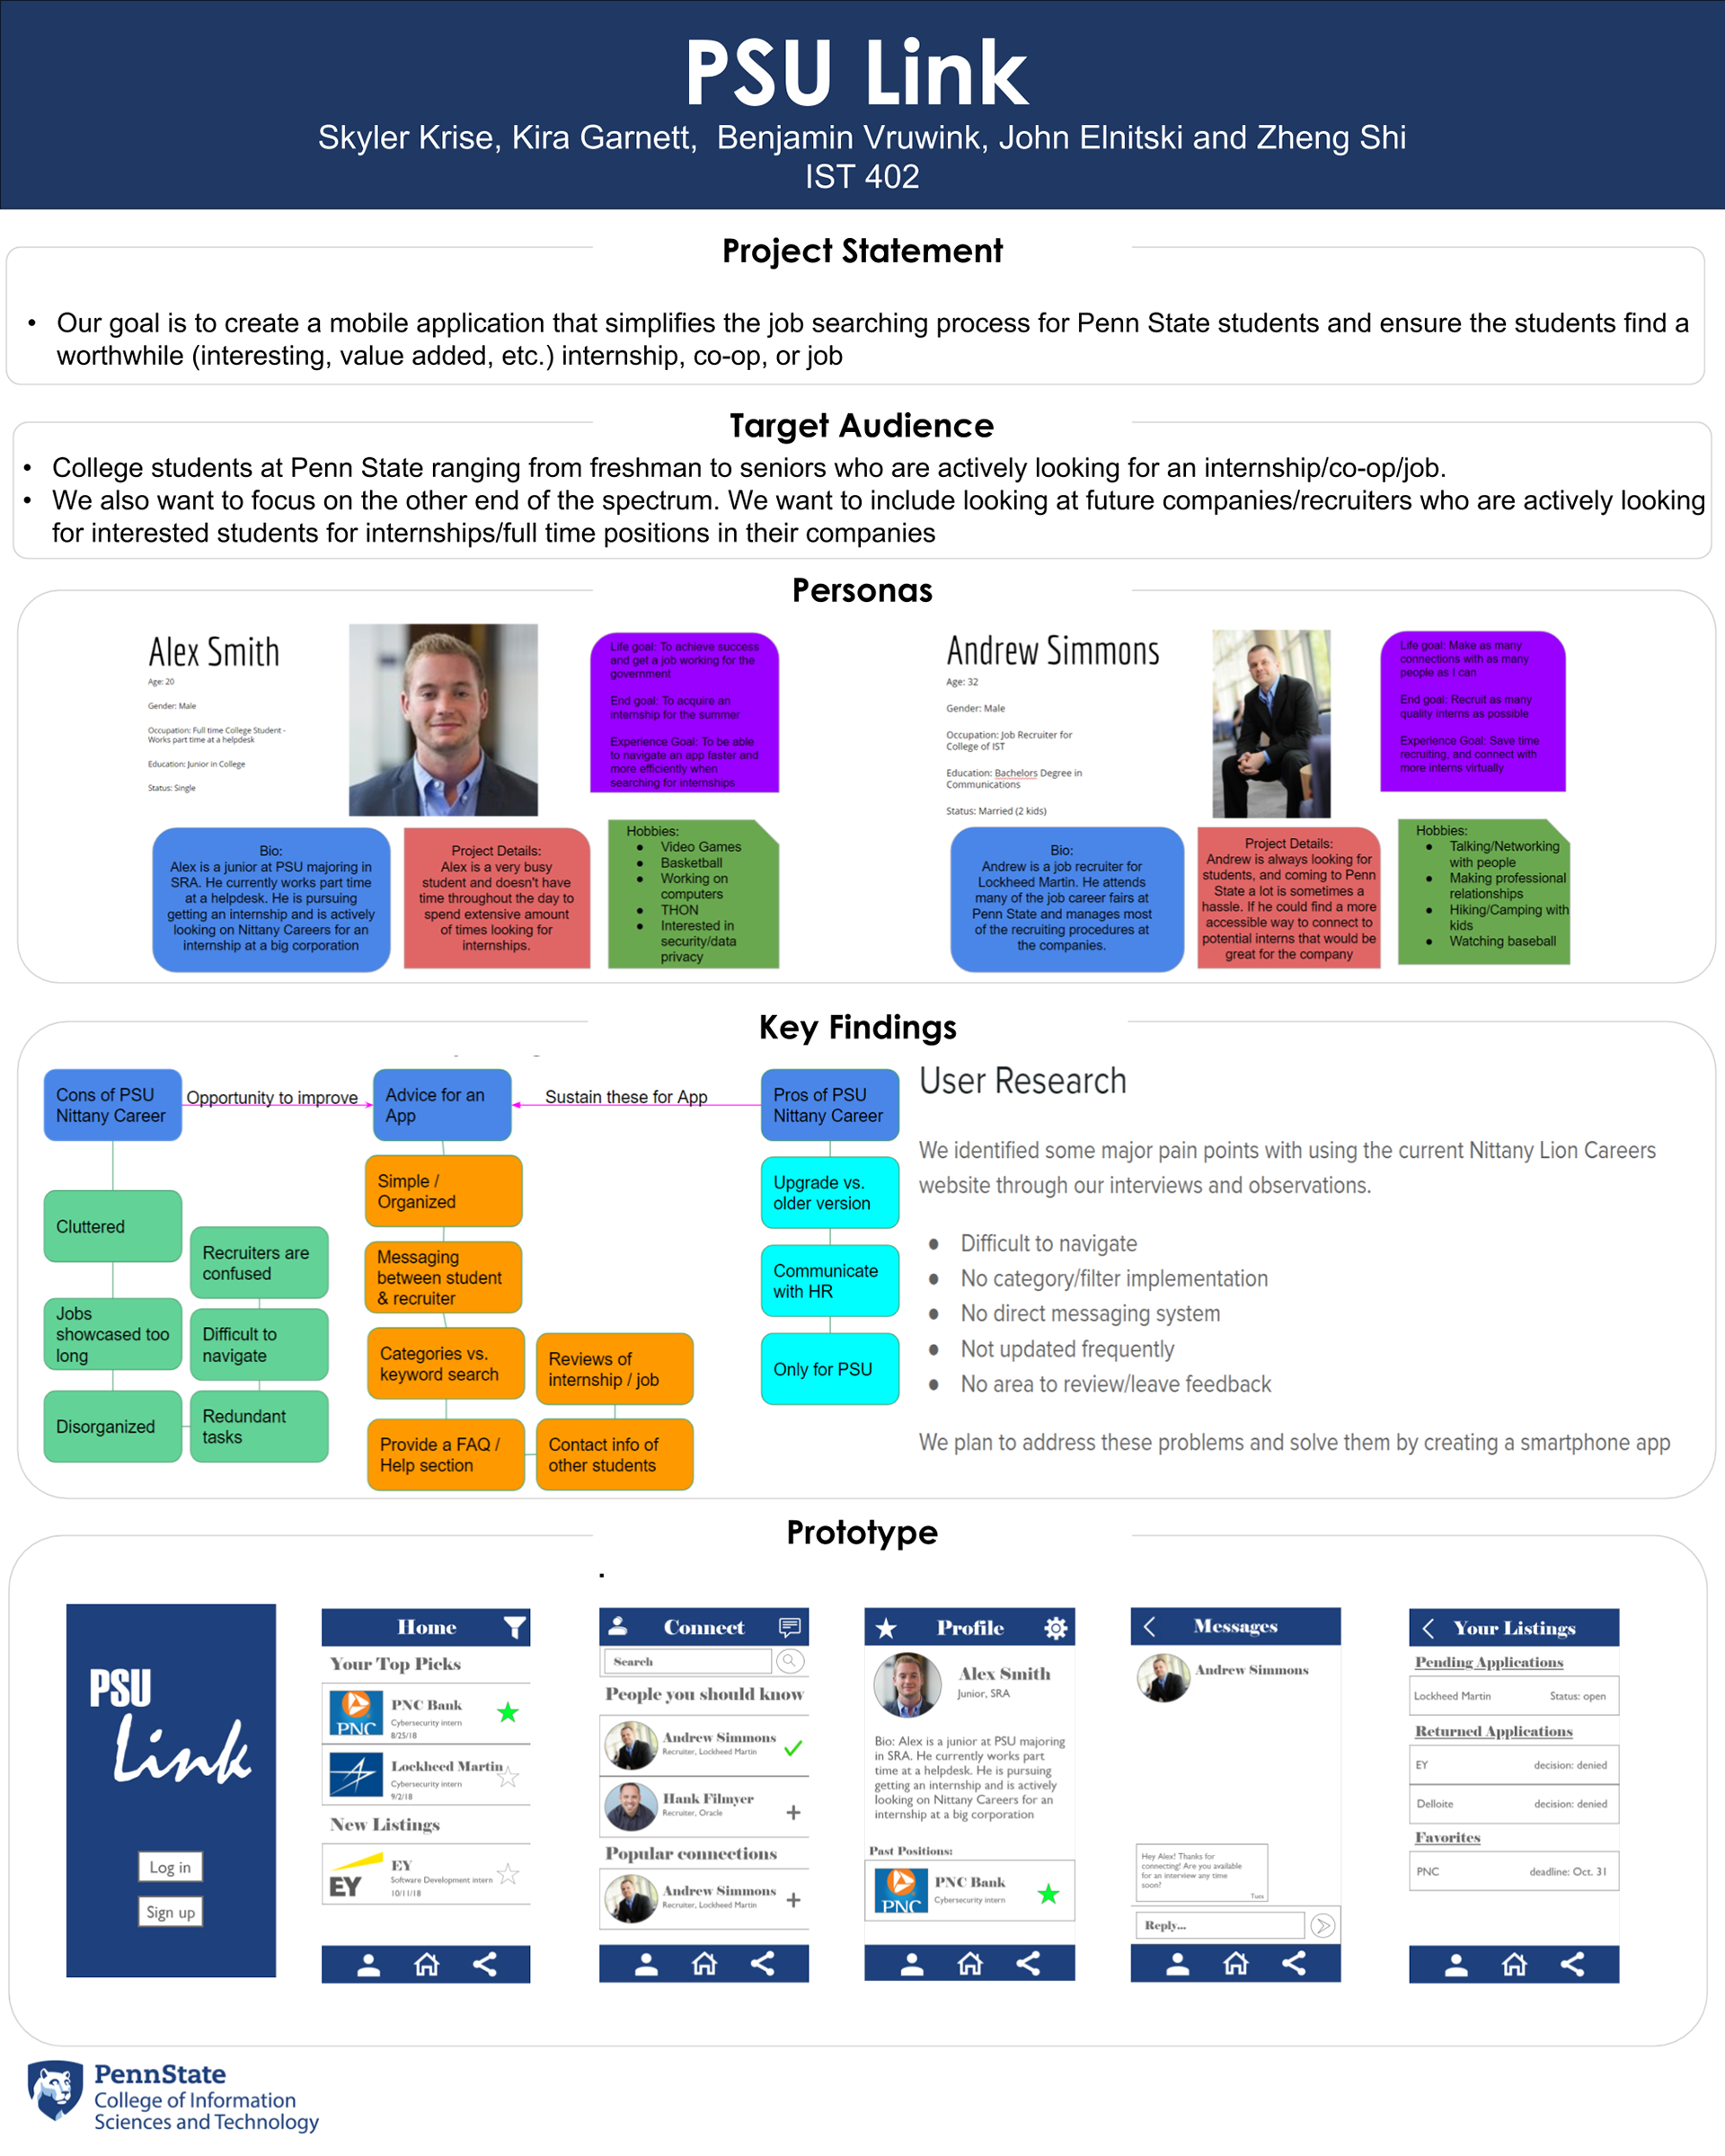 PSU Link
Skyler Krise, Kira Garnett,  Benjamin Vruwink, John Elnitski and Zheng Shi
IST 402
Project Statement
• Our goal is to create a mobile application that simplifies the job searching process for Penn State students and ensure the students find a
worthwhile (interesting, value added, etc.) internship, co-op, or job
Target Audience
• College students at Penn State ranging from freshman to seniors who are actively looking for an internship/co-op/job.
• We also want to focus on the other end of the spectrum. We want to include looking at future companies/recruiters who are actively looking
for interested students for internships/full time positions in their companies
Personas
Alex Smith
Age: 20
Gender: Male
Occupation: Full time College Student -
Works part time at a helpdesk
Education: Junior in College
Status: Single
Life goal: To achieve success
and get a job working for the
government
End goal: To acquire an
internship for the summer
Experience Goal: To be able
to navigate an app faster and
more efficiently when
searching for internships
Bio:
Alex is a junior at PSU majoring in
SRA. He currently works part time
at a helpdesk. He is pursuing
getting an internship and is actively
looking on Nittany Careers for an
internship at a big corporation
Project Details:
Alex is a very busy
student and doesn't have
time throughout the day to
spend extensive amount
of times looking for
internships.
Hobbies:
● Video Games
● Basketball
● Working on
computers
● THON
● Interested in
security/data
privacy
Andrew Simmons
Age: 32
Gender: Male
Occupation: Job Recruiter for
College of IST
Education: Bachelors Degree in
Communications
Status: Married (2 kids)
Life goal: Make as many
connections with as many
people as I can
End goal: Recruit as many
quality interns as possible
Experience Goal: Save time
recruiting, and connect with
more interns virtually
Bio:
Andrew is a job recruiter for
Lockheed Martin. He attends
many of the job career fairs at
Penn State and manages most
of the recruiting procedures at
the companies.
Project Details:
Andrew is always looking for
students, and coming to Penn
State a lot is sometimes a
hassle. If he could find a more
accessible way to connect to
potential interns that would be
great for the company
Hobbies:
● Talking/Networking
with people
● Making professional
relationships
● Hiking/Camping with
kids
● Watching baseball
Key Findings
Cons of PSU
Nittany Career
Opportunity to improve
Advice for an
App
Sustain these for App
Pros of PSU
Nittany Career
Cluttered
Jobs
showcased too
long
Disorganized
Recruiters are
confused
Difficult to
navigate
Redundant
tasks
Simple /
Organized
Messaging
between student
& recruiter
Categories vs.
keyword search
Provide a FAQ /
Help section
Reviews of
internship / job
Contact info of
other students
Upgrade vs.
older version
Communicate
with HR
Only for PSU
User Research
We identified some major pain points with using the current Nittany Lion Careers
website through our interviews and observations.
● Difficult to navigate
● No category/filter implementation
● No direct messaging system
● Not updated frequently
● No area to review/leave feedback
We plan to address these problems and solve them by creating a smartphone app
Prototype
.
PSU
Link
Log in
Sign up
Home
Your Top Picks
PNC
PNC Bank
Cybersecurity intern
8/25/18
Lockheed Martin
Cybersecurity intern
9/2/18
New Listings
EY
EY
Software Development intern
10/11/18
Connect
Search
People you should know
Andrew Simmons
Recruiter, Lockheed Martin
Hank Filmyer
Recruiter, Oracle
Popular connections
Andrew Simmons
Recruiter, Lockheed Martin
Profile
Alex Smith
Junior, SRA
Bio: Alex is a junior at PSU majoring
in SRA. He currently works part
time at a helpdesk. He is pursuing
getting an internship and is actively
looking on Nittany Careers for an
internship at a big corporation
Past Positions:
PNC
PNC Bank
Cybersecurity intern
Messages
Andrew Simmons
Hey Alex! Thanks for
connecting! Are you available
for an interview any time
soon?
Tues
Reply...
Your Listings
Pending Applications
Lockheed Martin Status: open
Returned Applications
EY decision: denied
Delloite decision: denied
Favorites
PNC deadline: Oct. 31
PennState
College of Information
Sciences and Technology